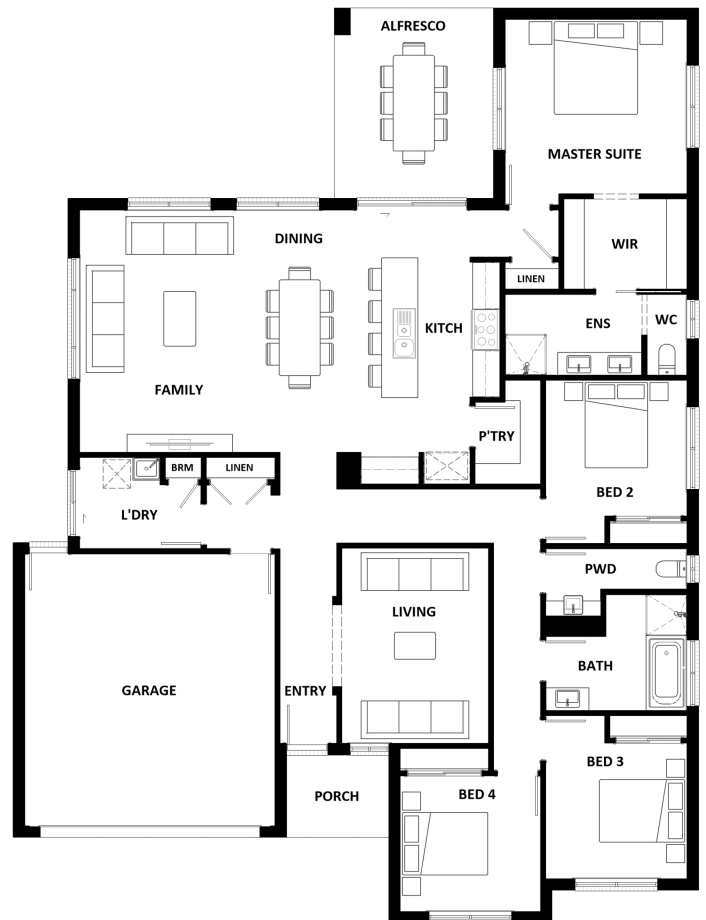 ALFRESCO
MASTER SUITE
DINING
WIR
LINEN
KITCH
ENS
WC
FAMILY
P'TRY
BRM
LINEN
L'DRY
BED 2
PWD
LIVING
BATH
GARAGE
ENTRY
BED 3
PORCH
BED 4